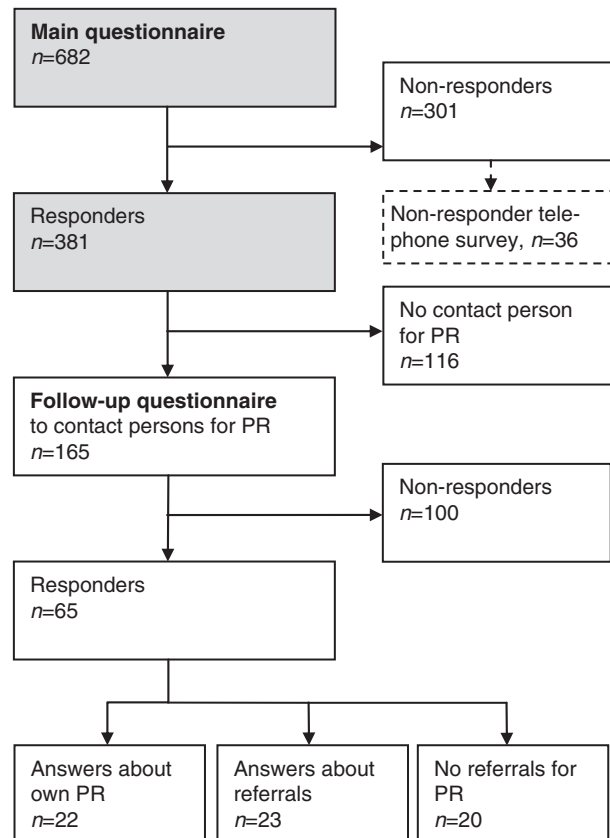 Main questionnaire
n=682
Non-responders
n=301
Responders
n=381
Non-responder tele-
phone survey, n=36
No contact person
for PR
n=116
Follow-up questionnaire
to contact persons for PR
n=165
Non-responders
n=100
Responders
n=65
Answers about
own PR
n=22
Answers about
referrals
n=23
No referrals for
PR
n=20